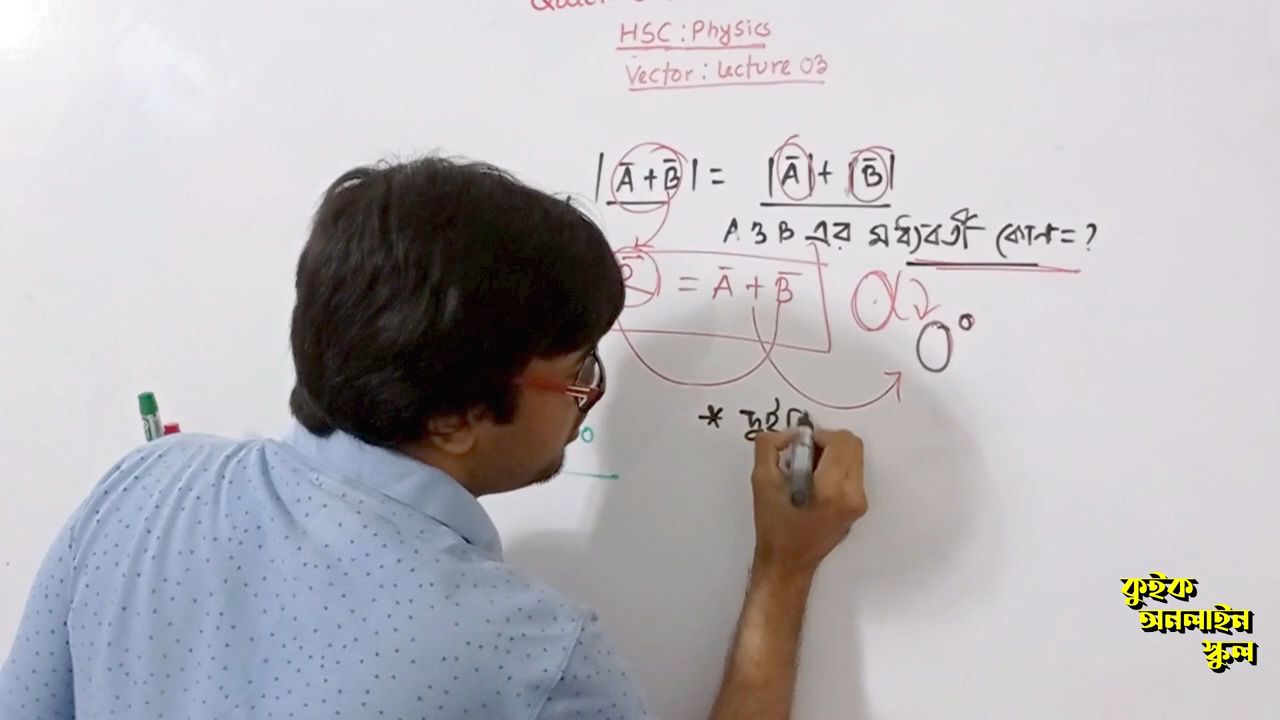 HSC : Physics
Vector : Lecture 03
|A̅ + B̅| = |A̅| + |B̅|
A ও B এর মধ্যবর্তী কোণ = ?
R̅ = A̅ + B̅
α
0°
* দুই
কুইক
অনলাইন
স্কুল